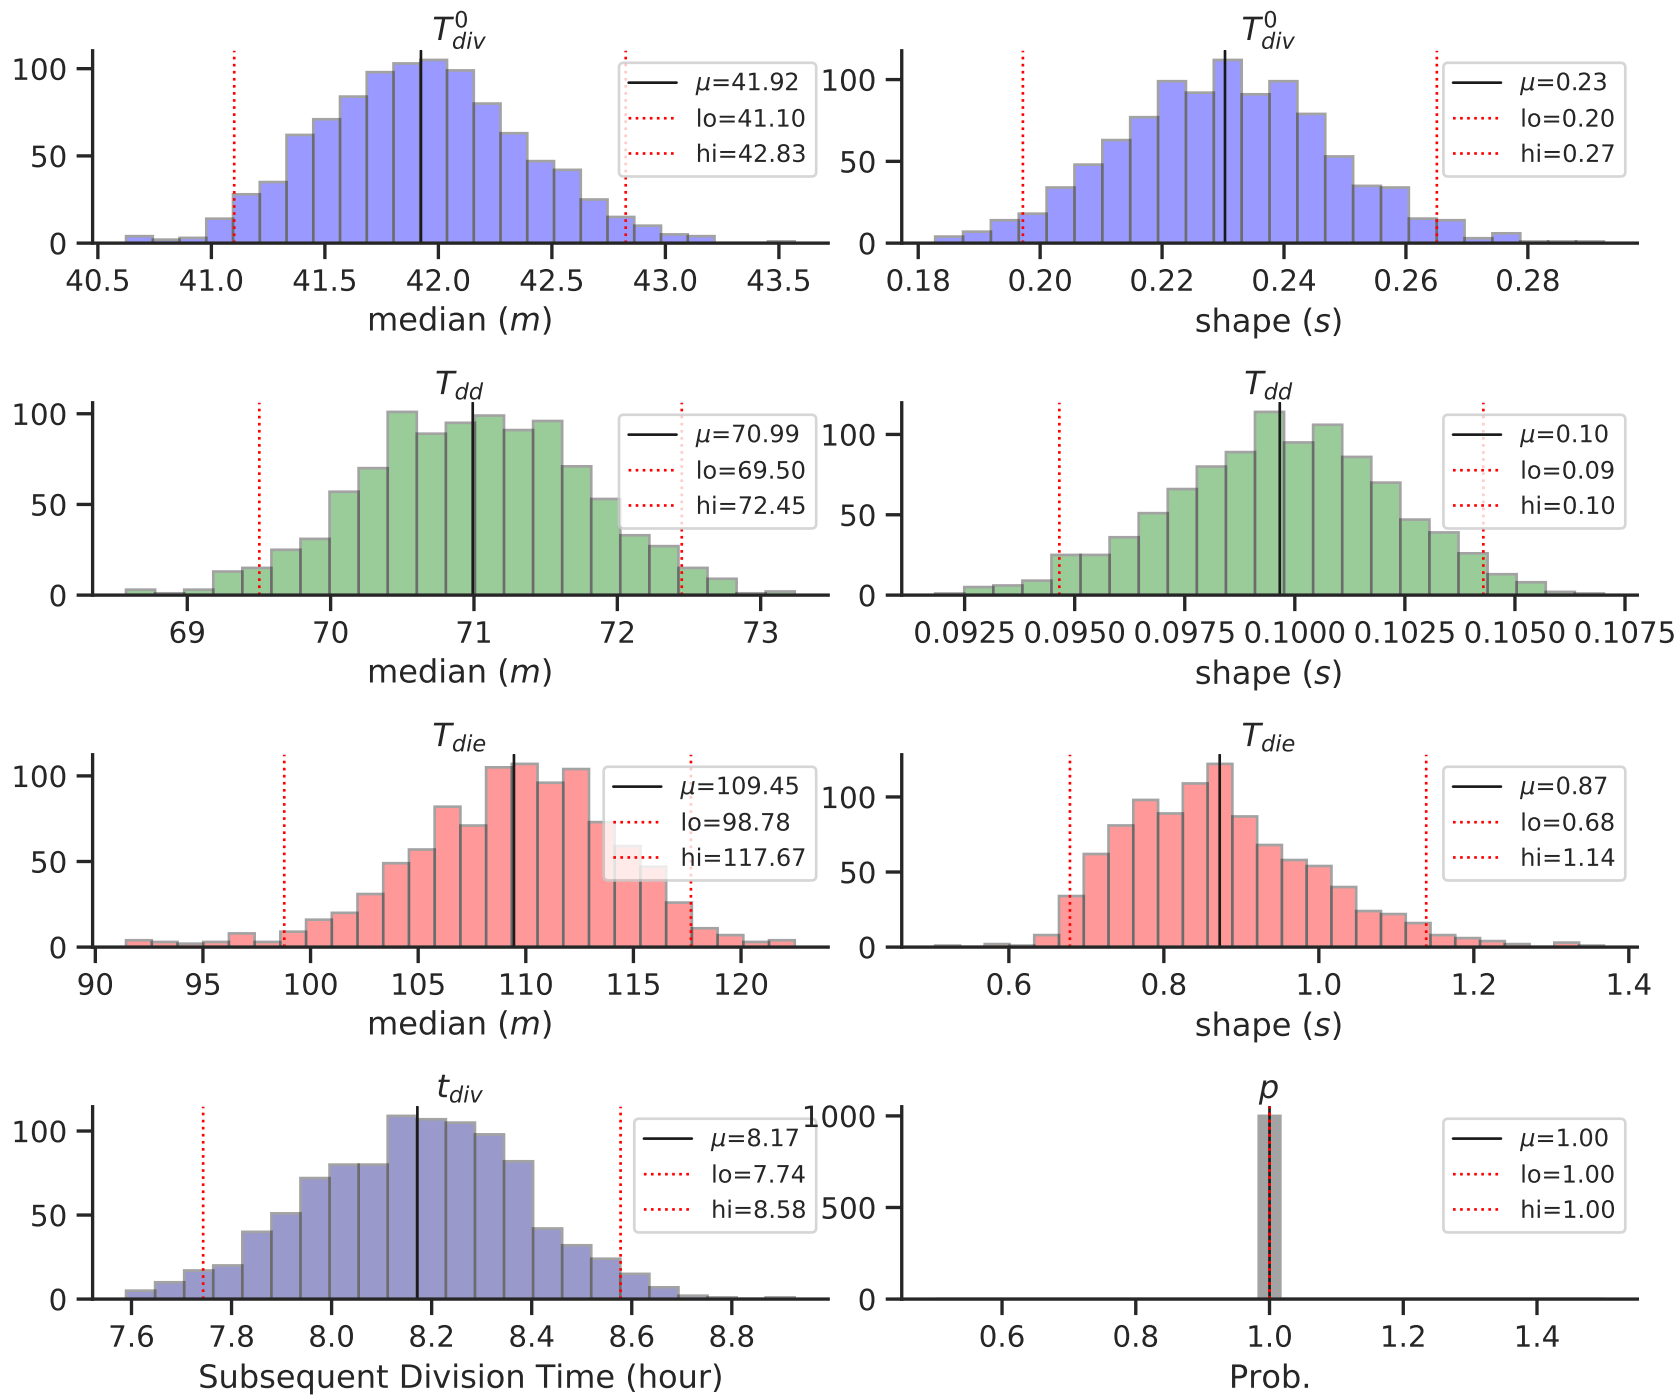 T⁰div
100
50
0
40.5 41.0 41.5 42.0 42.5 43.0 43.5
median (m)
μ=41.92
lo=41.10
hi=42.83
T⁰div
100
50
0
0.18 0.20 0.22 0.24 0.26 0.28
shape (s)
μ=0.23
lo=0.20
hi=0.27
Tdd
100
50
0
69 70 71 72 73
median (m)
μ=70.99
lo=69.50
hi=72.45
Tdd
100
50
0
0.0925 0.0950 0.0975 0.1000 0.1025 0.1050 0.1075
shape (s)
μ=0.10
lo=0.09
hi=0.10
Tdie
100
50
0
90 95 100 105 110 115 120
median (m)
μ=109.45
lo=98.78
hi=117.67
Tdie
100
50
0
0.6 0.8 1.0 1.2 1.4
shape (s)
μ=0.87
lo=0.68
hi=1.14
tdiv
100
50
0
7.6 7.8 8.0 8.2 8.4 8.6 8.8
Subsequent Division Time (hour)
μ=8.17
lo=7.74
hi=8.58
p
1000
500
0
0.6 0.8 1.0 1.2 1.4
Prob.
μ=1.00
lo=1.00
hi=1.00